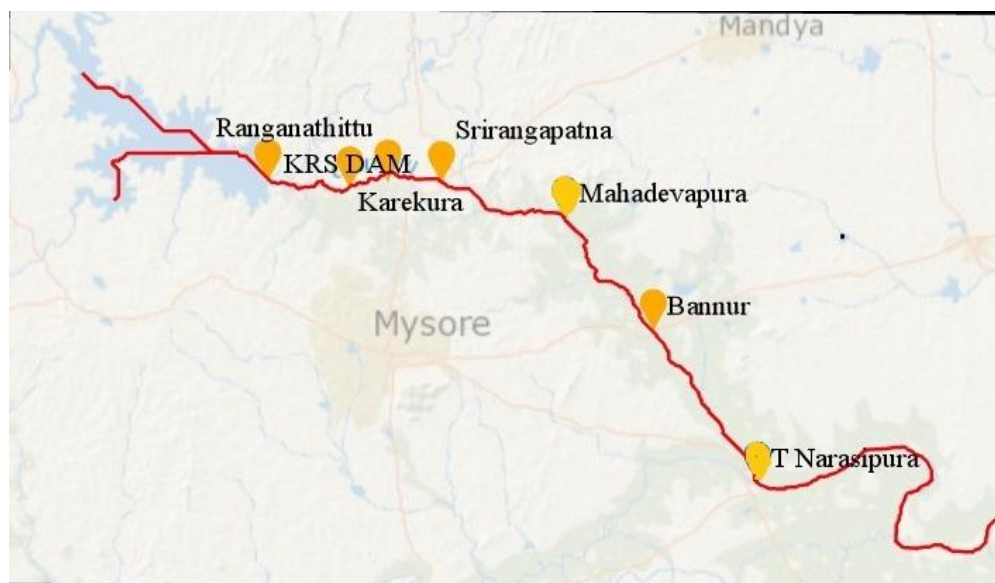 Mandya
Ranganathittu
Srirangapatna
KRS DAM
Karekura
Mahadevapura
Bannur
Mysore
T Narasipura